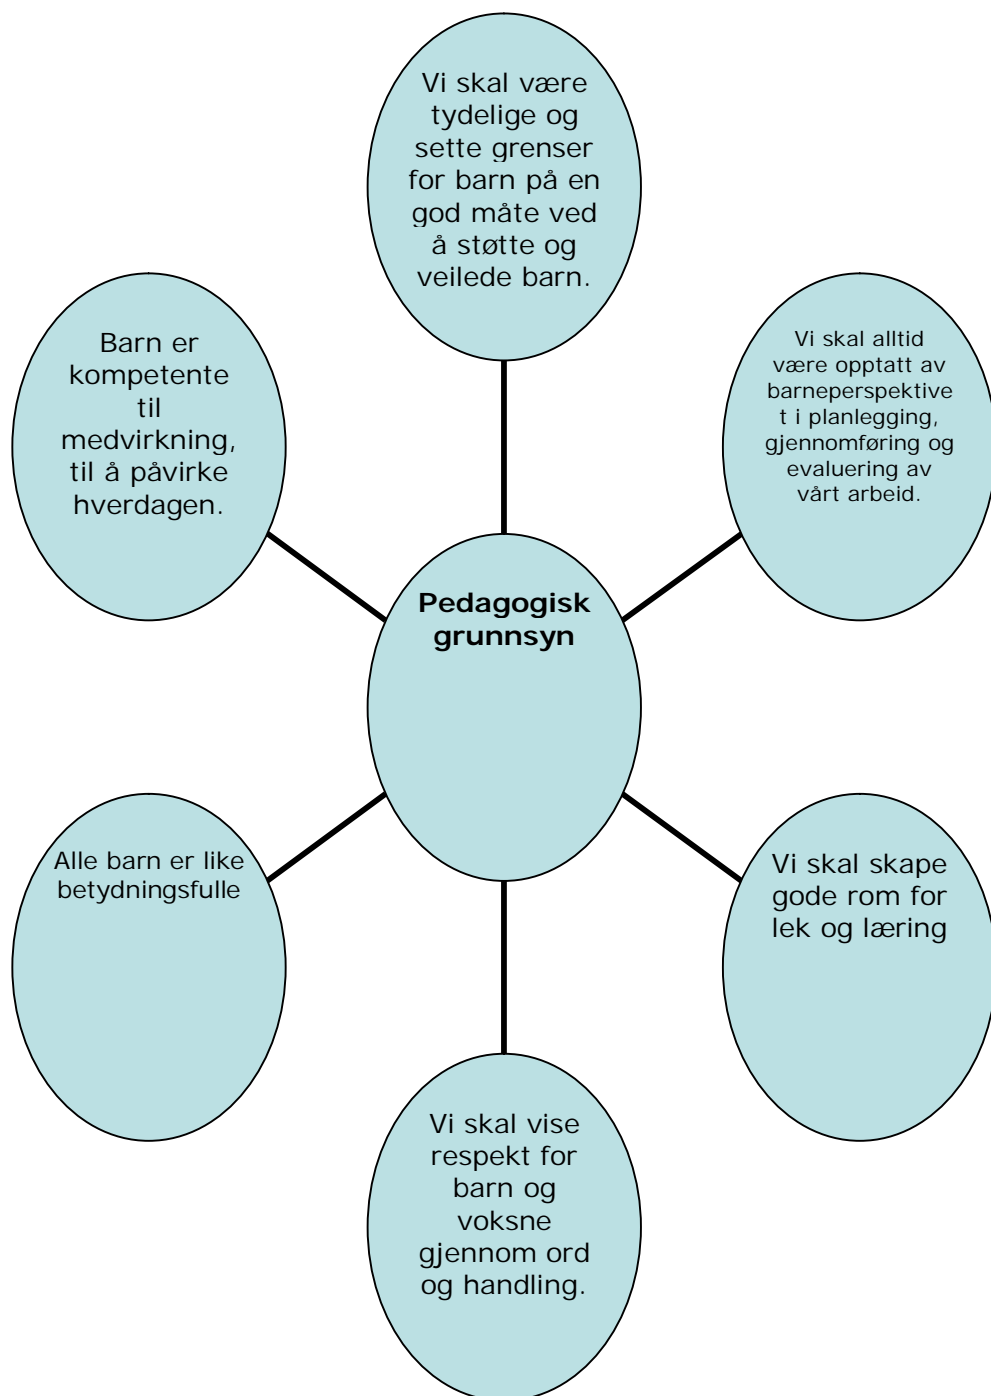 Vi skal være
tydelige og
sette grenser
for barn på en
god måte ved
å støtte og
veilede barn.
Barn er
kompetente
til
medvirkning,
til å påvirke
hverdagen.
Vi skal alltid
være opptatt av
barneperspektive
t i planlegging,
gjennomføring og
evaluering av
vårt arbeid.
Pedagogisk
grunnsyn
Alle barn er like
betydningsfulle
Vi skal skape
gode rom for
lek og læring
Vi skal vise
respekt for
barn og
voksne
gjennom ord
og handling.